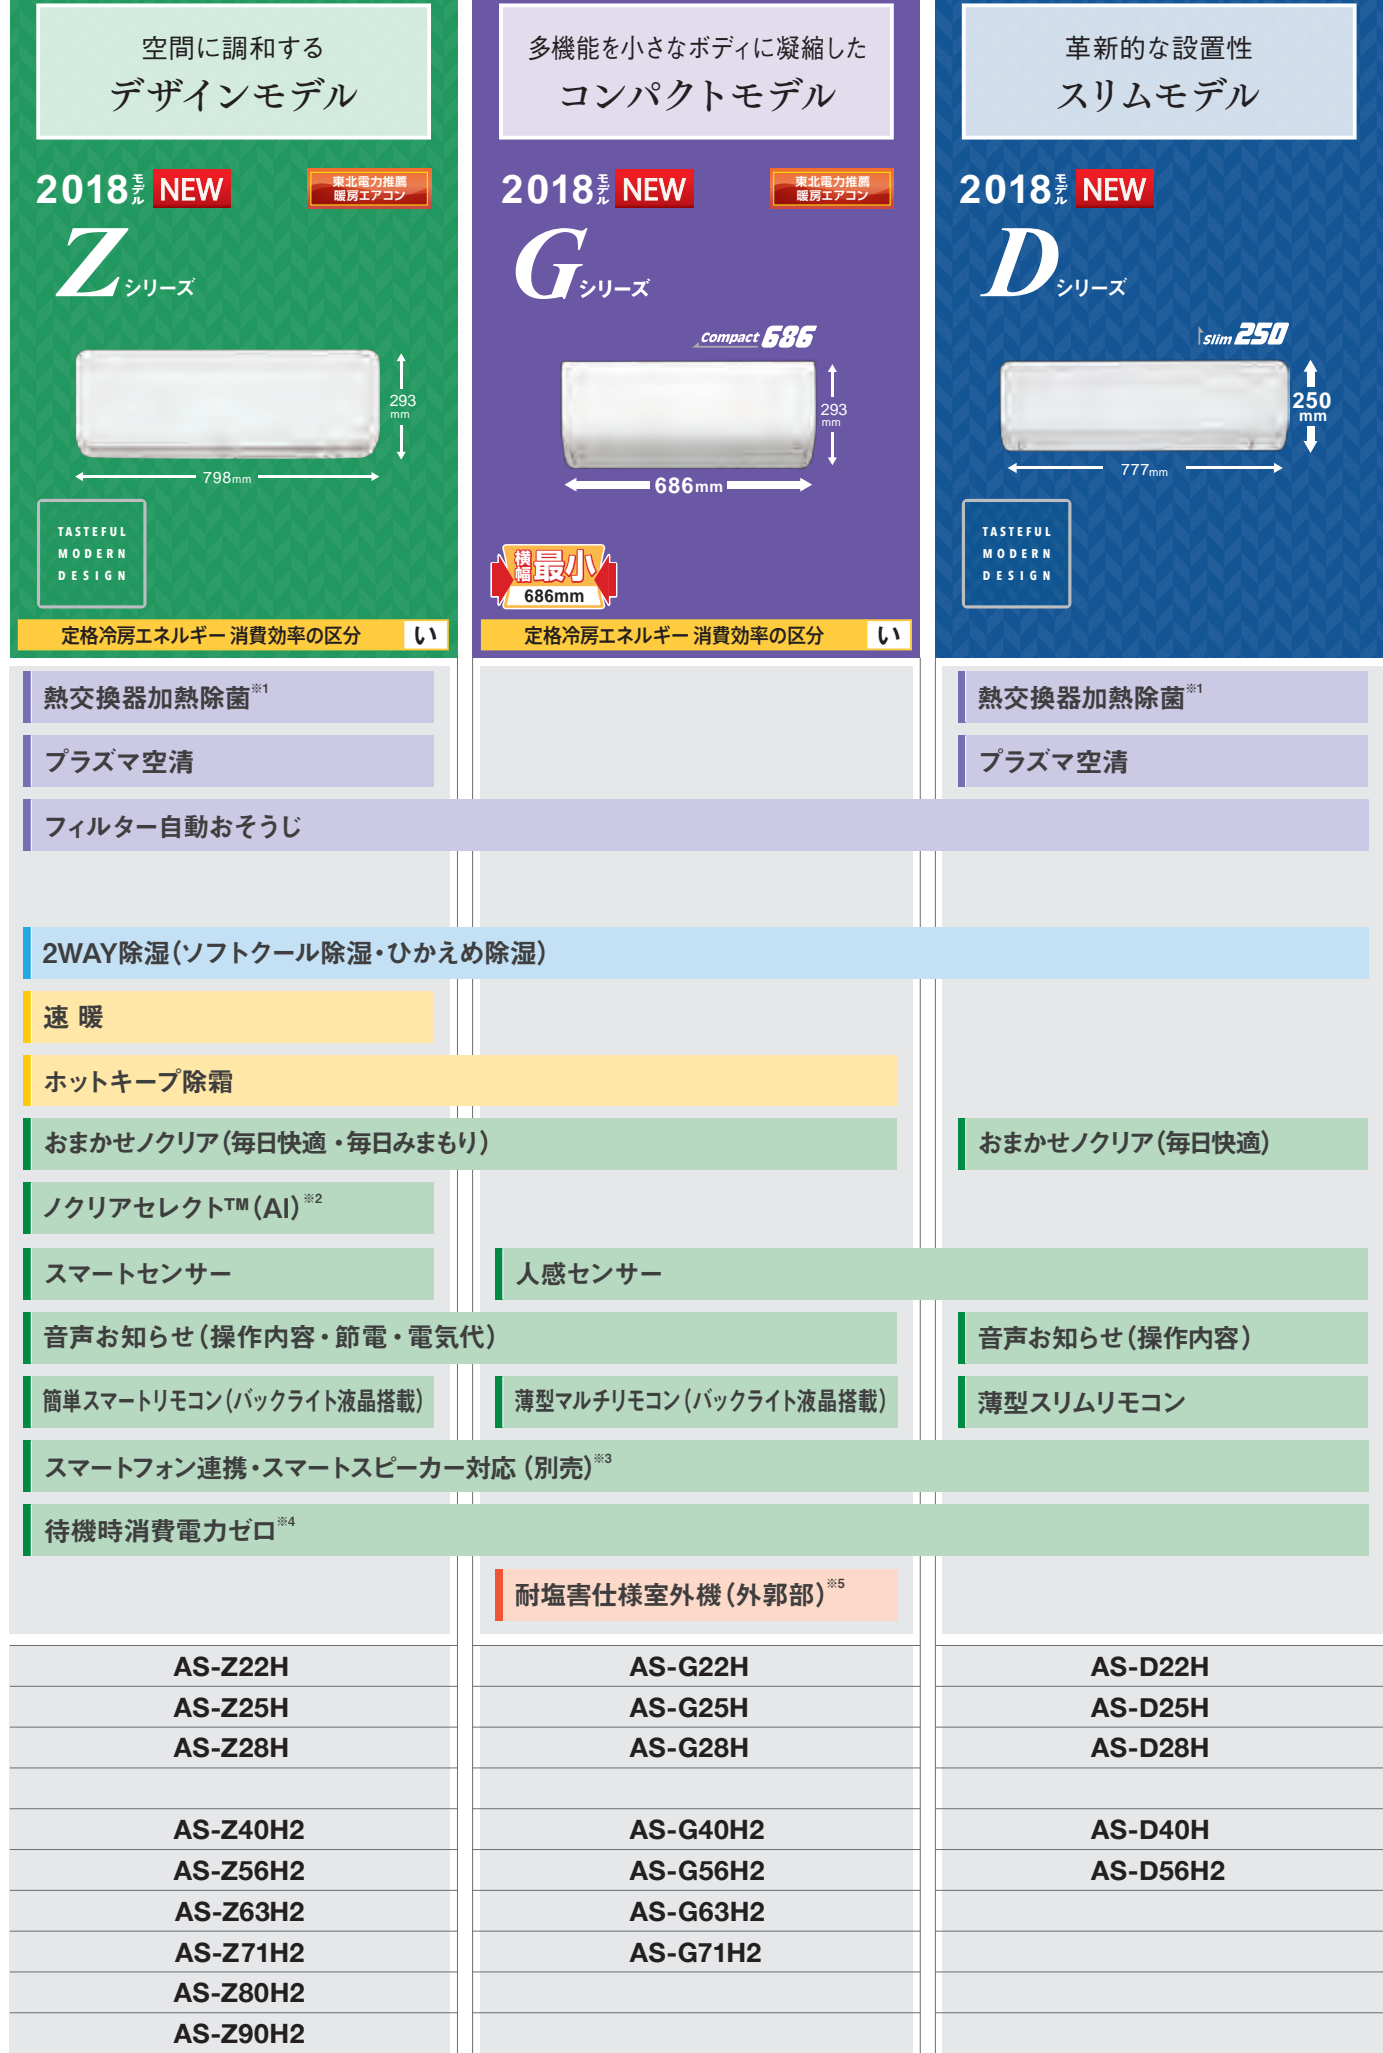 空間に調和する
デザインモデル
2018モデル NEW
東北電力推薦
暖房エアコン
Zシリーズ
293
mm
798mm
TASTEFUL
MODERN
DESIGN
定格冷房エネルギー消費効率の区分 い
多機能を小さなボディに凝縮した
コンパクトモデル
2018モデル NEW
東北電力推薦
暖房エアコン
Gシリーズ
Compact 686
293
mm
686mm
横幅最小
686mm
定格冷房エネルギー消費効率の区分 い
革新的な設置性
スリムモデル
2018モデル NEW
Dシリーズ
Slim 250
250
mm
777mm
TASTEFUL
MODERN
DESIGN
熱交換器加熱除菌※1
熱交換器加熱除菌※1
プラズマ空清
プラズマ空清
フィルター自動おそうじ
2WAY除湿(ソフトクール除湿・ひかえめ除湿)
速 暖
ホットキープ除霜
おまかせノクリア(毎日快適・毎日みまもり)
おまかせノクリア(毎日快適)
ノクリアセレクト™(AI)※2
スマートセンサー
人感センサー
音声お知らせ(操作内容・節電・電気代)
音声お知らせ(操作内容)
簡単スマートリモコン(バックライト液晶搭載)
薄型マルチリモコン(バックライト液晶搭載)
薄型スリムリモコン
スマートフォン連携・スマートスピーカー対応(別売)※3
待機時消費電力ゼロ※4
耐塩害仕様室外機(外郭部)※5
AS-Z22H AS-G22H AS-D22H
AS-Z25H AS-G25H AS-D25H
AS-Z28H AS-G28H AS-D28H
AS-Z40H2 AS-G40H2 AS-D40H
AS-Z56H2 AS-G56H2 AS-D56H2
AS-Z63H2 AS-G63H2
AS-Z71H2 AS-G71H2
AS-Z80H2
AS-Z90H2